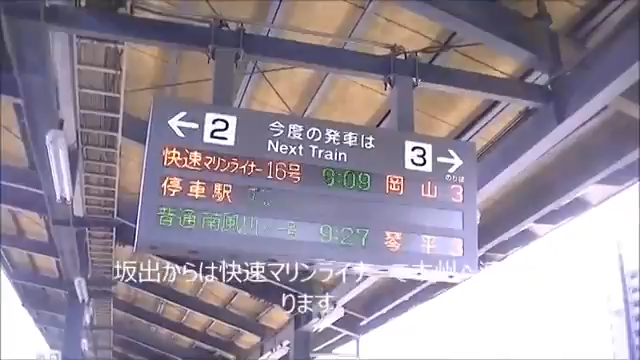 ← 2 今度の発車は 3 →
Next Train のりば
快速マリンライナー16号 9:09 岡山 3
停車駅
普通南風リレー号 9:27 琴平 3
坂出からは快速マリンライナーで本州へ
ります